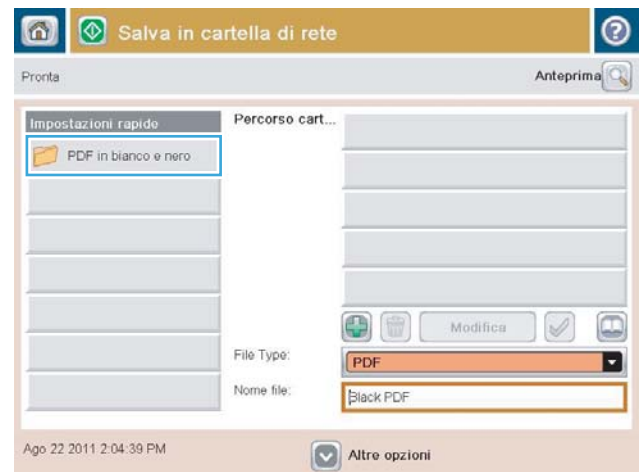 Salva in cartella di rete
?
Pronta
Anteprima
Impostazioni rapide
Percorso cart...
PDF in bianco e nero
Modifica
File Type:
PDF
Nome file:
Black PDF
Ago 22 2011 2:04:39 PM
Altre opzioni